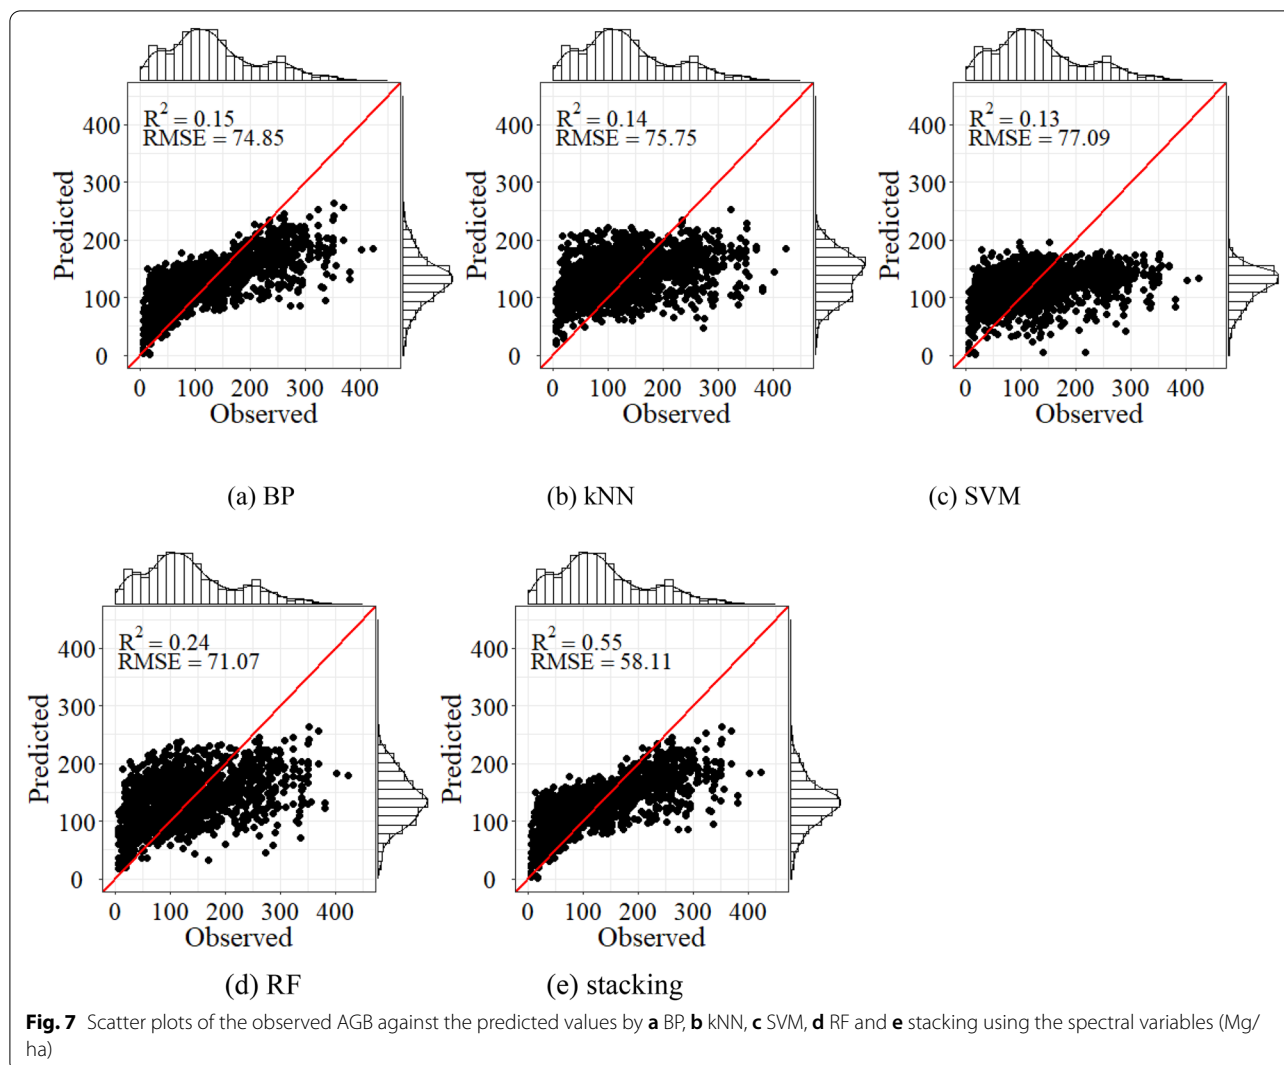 R² = 0.15
RMSE = 74.85
400
300
200
100
0
Predicted
0 100 200 300 400
Observed
(a) BP
R² = 0.14
RMSE = 75.75
400
300
200
100
0
Predicted
0 100 200 300 400
Observed
(b) kNN
R² = 0.13
RMSE = 77.09
400
300
200
100
0
Predicted
0 100 200 300 400
Observed
(c) SVM
R² = 0.24
RMSE = 71.07
400
300
200
100
0
Predicted
0 100 200 300 400
Observed
(d) RF
R² = 0.55
RMSE = 58.11
400
300
200
100
0
Predicted
0 100 200 300 400
Observed
(e) stacking
Fig. 7 Scatter plots of the observed AGB against the predicted values by a BP, b kNN, c SVM, d RF and e stacking using the spectral variables (Mg/
ha)